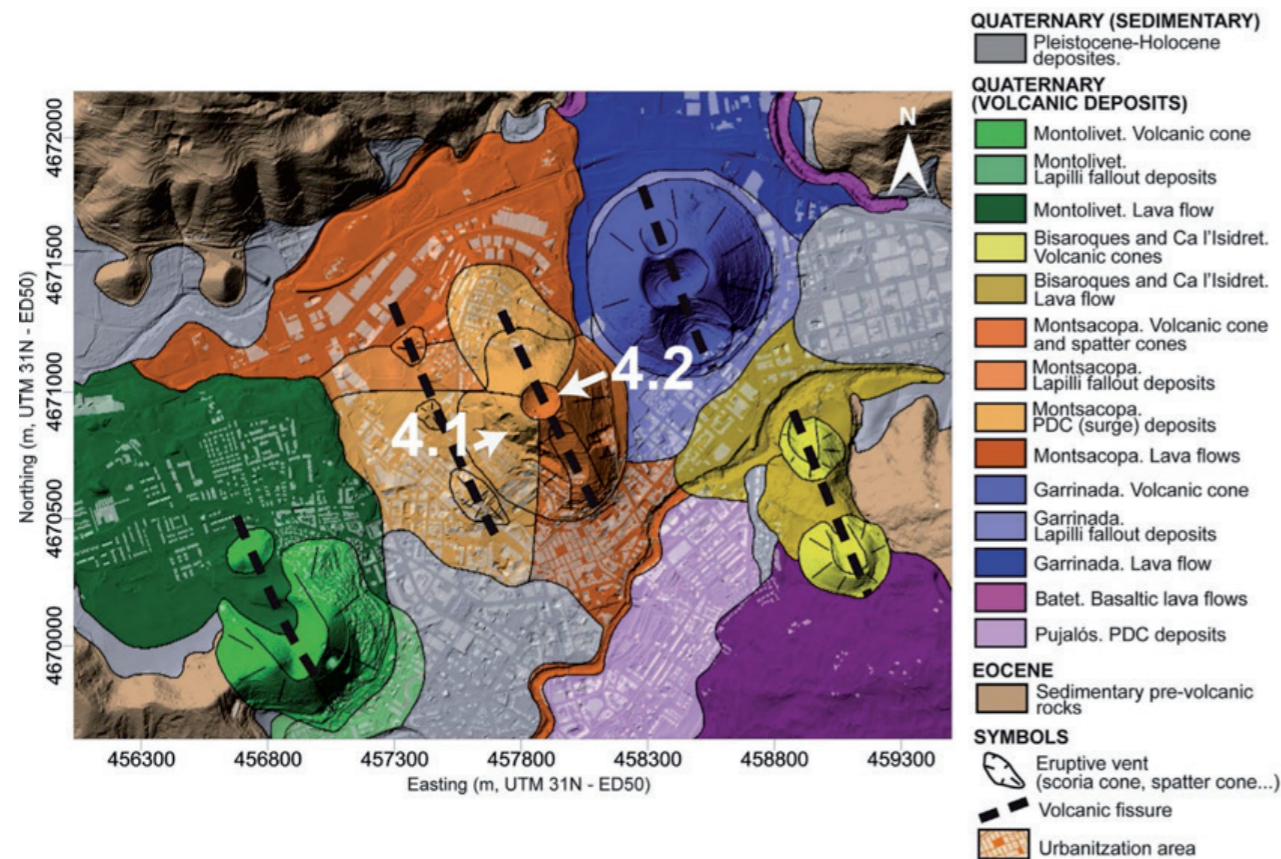 4672000
4671500
4671000
4670500
4670000
Northing (m, UTM 31N - ED50)
N
4.2
4.1
456300
456800
457300
457800
458300
458800
459300
Easting (m, UTM 31N - ED50)
QUATERNARY (SEDIMENTARY)
Pleistocene-Holocene
deposites.
QUATERNARY
(VOLCANIC DEPOSITS)
Montolivet. Volcanic cone
Montolivet.
Lapilli fallout deposits
Montolivet. Lava flow
Bisaroques and Ca l'Isidret.
Volcanic cones
Bisaroques and Ca l'Isidret.
Lava flow
Montsacopa. Volcanic cone
and spatter cones
Montsacopa.
Lapilli fallout deposits
Montsacopa.
PDC (surge) deposits
Montsacopa. Lava flows
Garrinada. Volcanic cone
Garrinada.
Lapilli fallout deposits
Garrinada. Lava flow
Batet. Basaltic lava flows
Pujalós. PDC deposits
EOCENE
Sedimentary pre-volcanic
rocks
SYMBOLS
Eruptive vent
(scoria cone, spatter cone...)
Volcanic fissure
Urbanitzation area